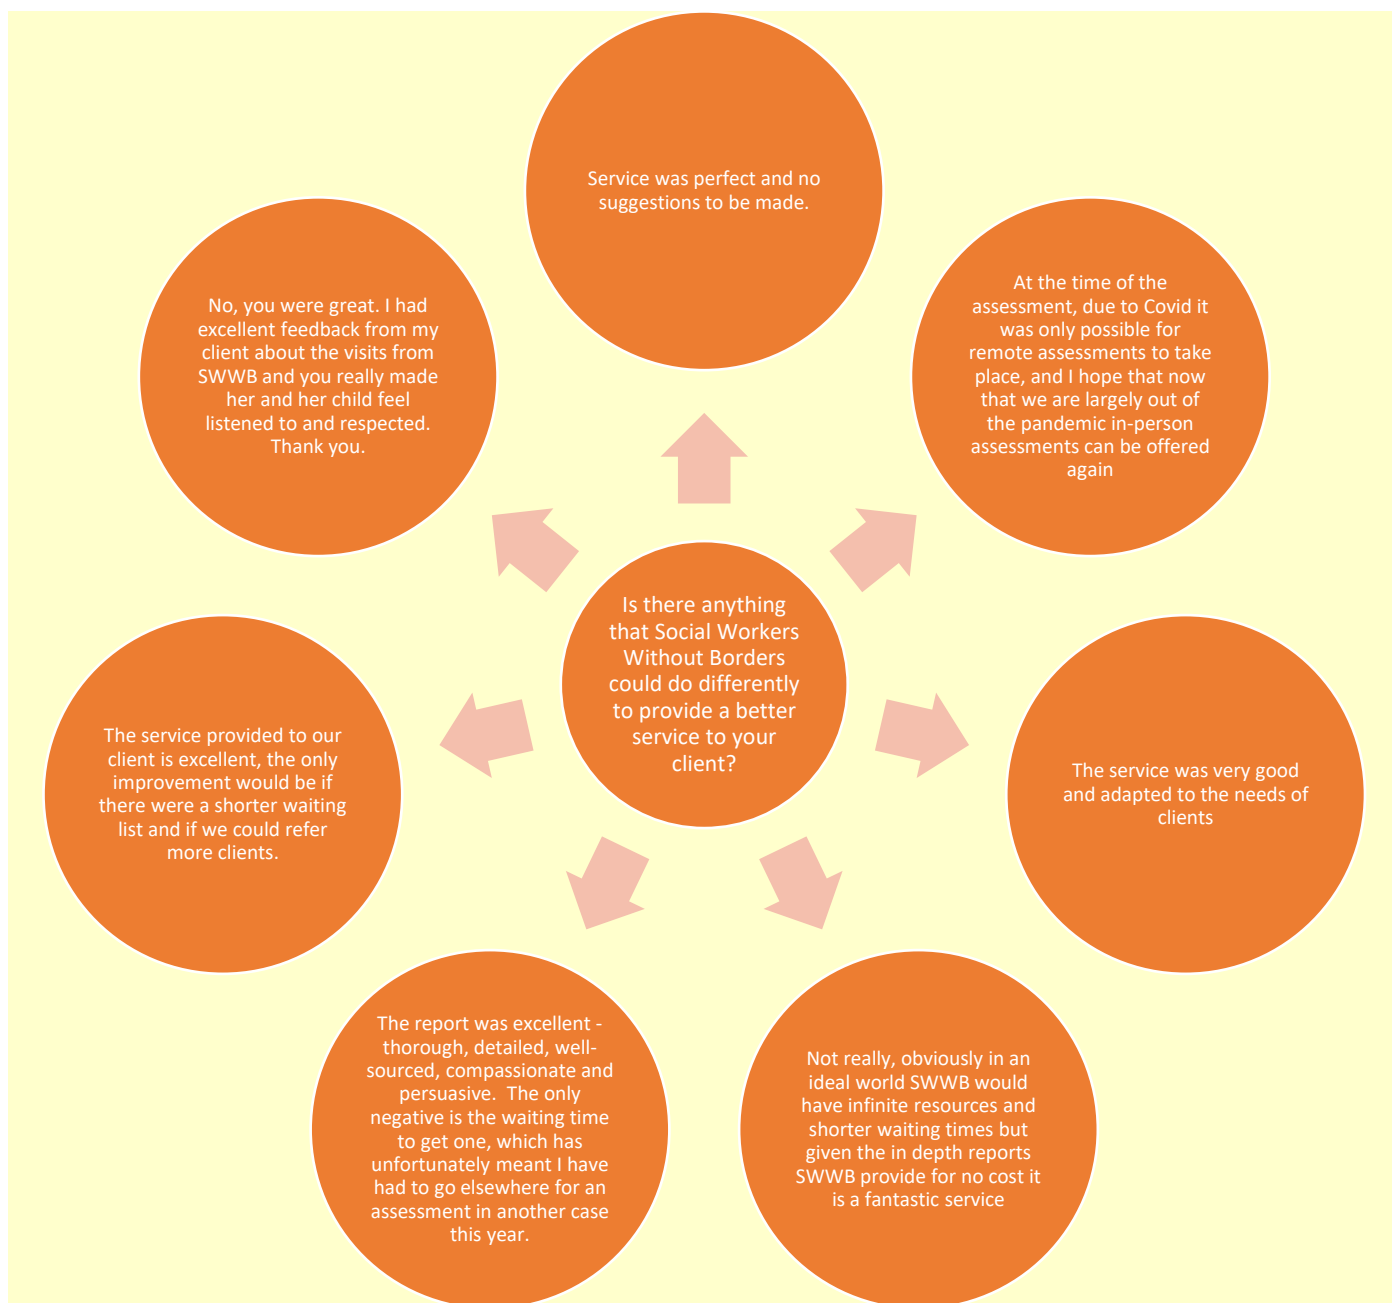 Service was perfect and no
suggestions to be made.
At the time of the
assessment, due to Covid it
was only possible for
remote assessments to take
place, and I hope that now
that we are largely out of
the pandemic in-person
assessments can be offered
again
No, you were great. I had
excellent feedback from my
client about the visits from
SWWB and you really made
her and her child feel
listened to and respected.
Thank you.
Is there anything
that Social Workers
Without Borders
could do differently
to provide a better
service to your
client?
The service provided to our
client is excellent, the only
improvement would be if
there were a shorter waiting
list and if we could refer
more clients.
The service was very good
and adapted to the needs of
clients
The report was excellent -
thorough, detailed, well-
sourced, compassionate and
persuasive.  The only
negative is the waiting time
to get one, which has
unfortunately meant I have
had to go elsewhere for an
assessment in another case
this year.
Not really, obviously in an
ideal world SWWB would
have infinite resources and
shorter waiting times but
given the in depth reports
SWWB provide for no cost it
is a fantastic service